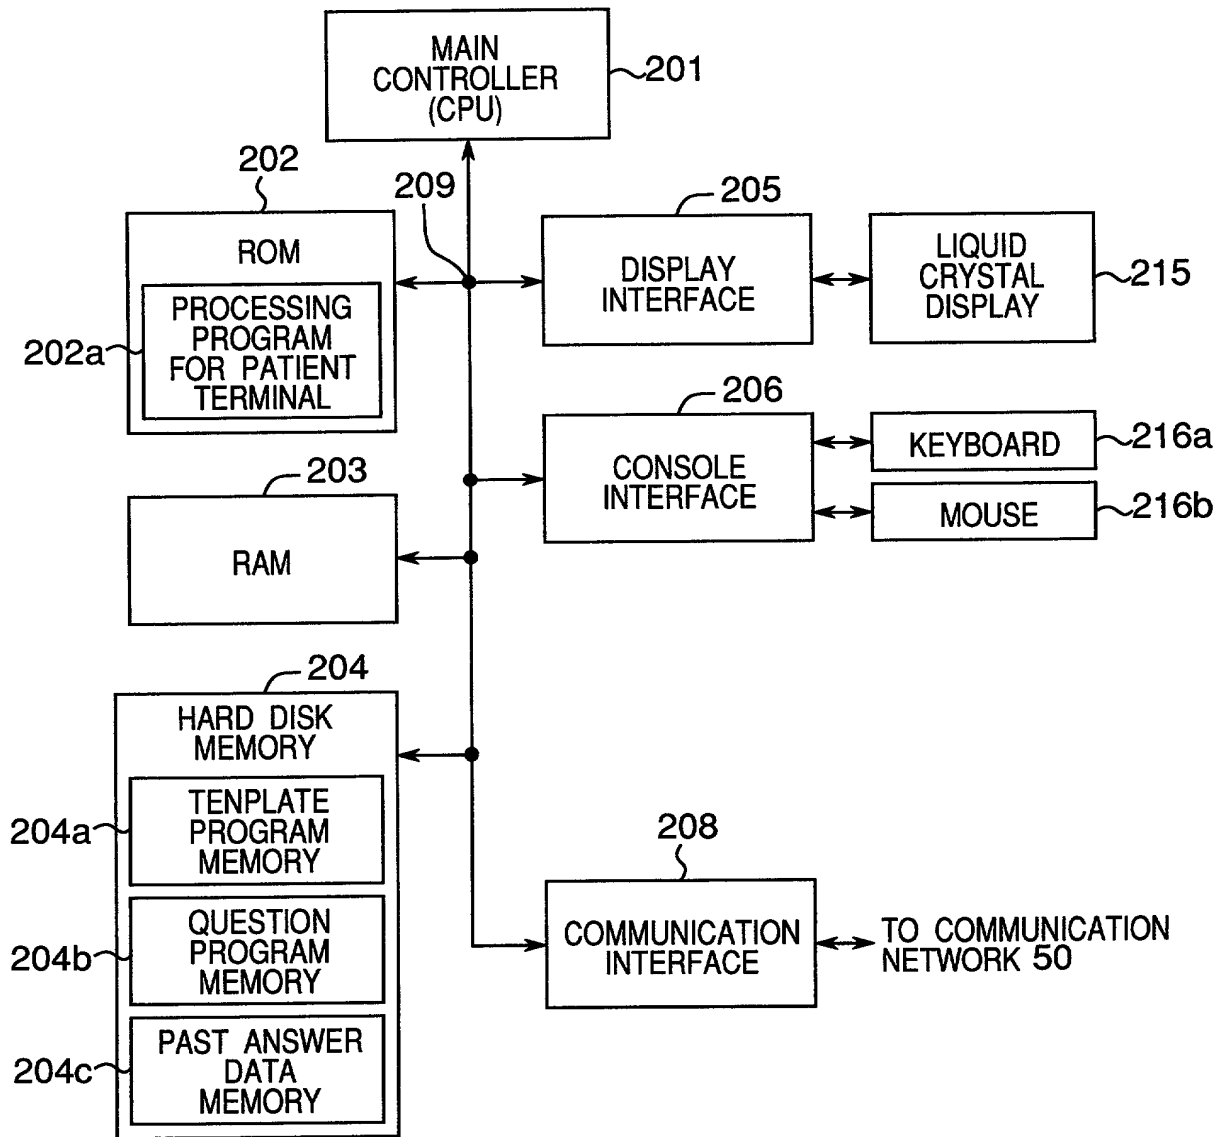 MAIN
CONTROLLER
(CPU)
201
202
209
205
ROM
DISPLAY
INTERFACE
LIQUID
CRYSTAL
DISPLAY
215
202a
PROCESSING
PROGRAM
FOR PATIENT
TERMINAL
206
CONSOLE
INTERFACE
KEYBOARD
216a
MOUSE
216b
203
RAM
204
HARD DISK
MEMORY
204a
TENPLATE
PROGRAM
MEMORY
204b
QUESTION
PROGRAM
MEMORY
204c
PAST ANSWER
DATA
MEMORY
208
COMMUNICATION
INTERFACE
TO COMMUNICATION
NETWORK 50